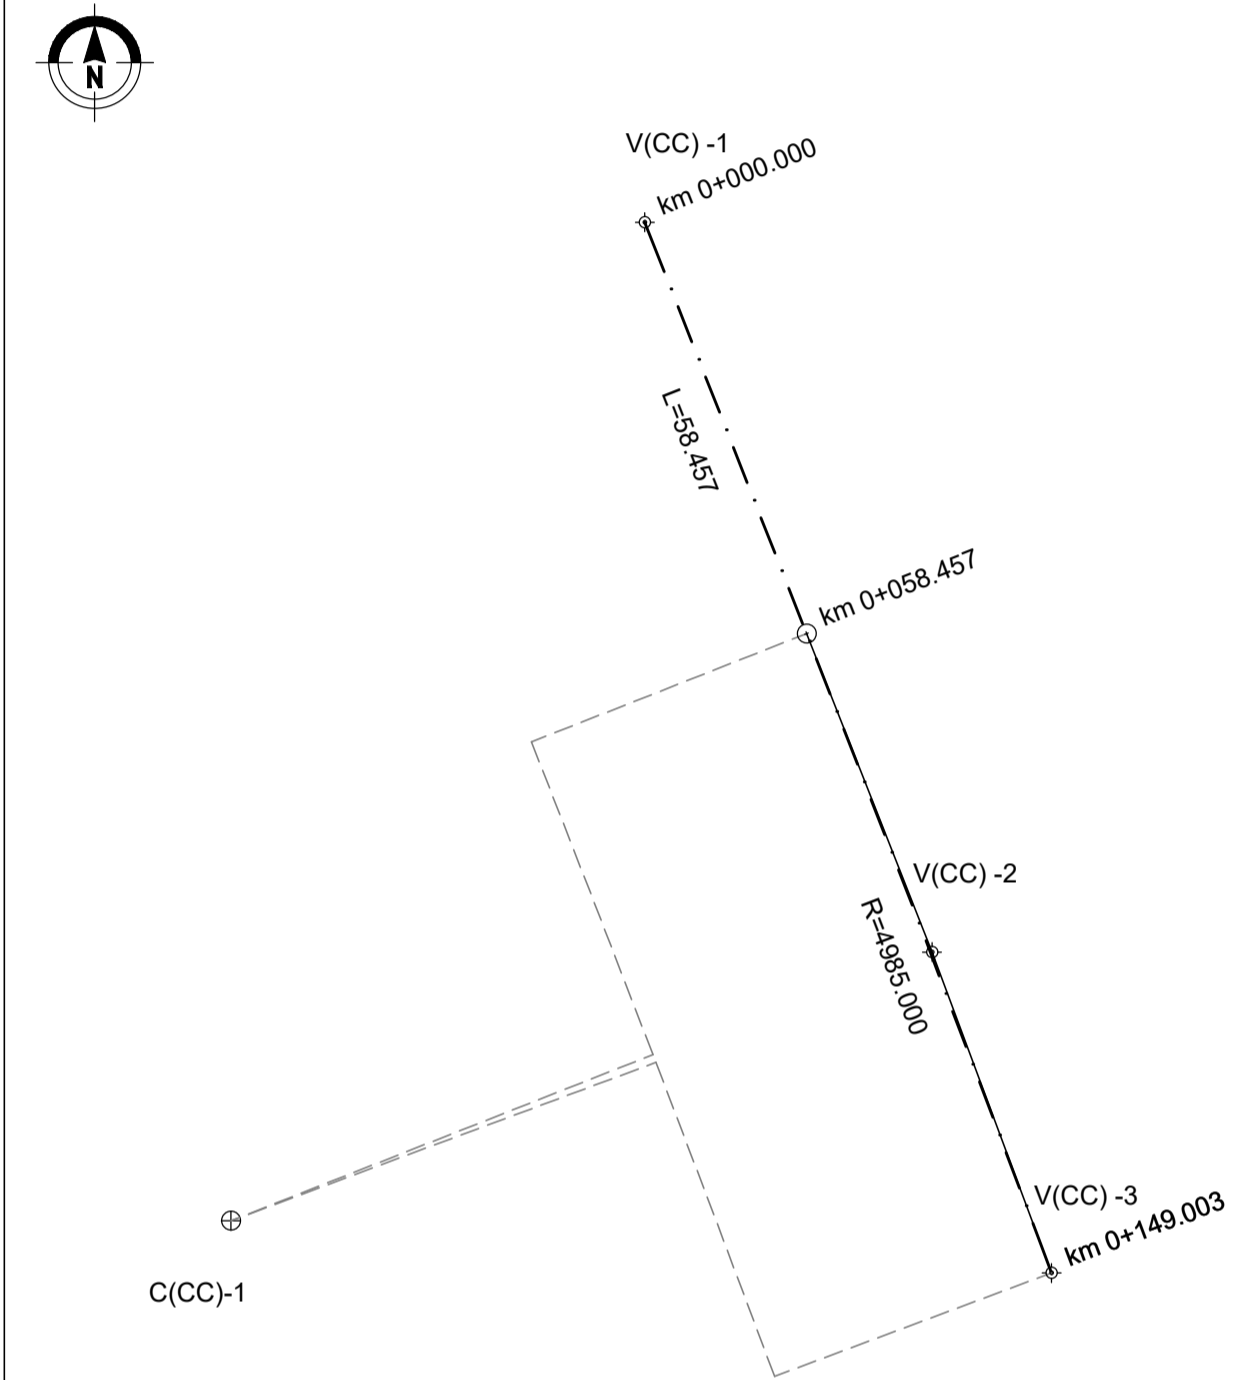 N
V(CC) -1
km 0+000.000
L=58.457
km 0+058.457
V(CC) -2
R=4985.000
V(CC) -3
km 0+149.003
C(CC)-1